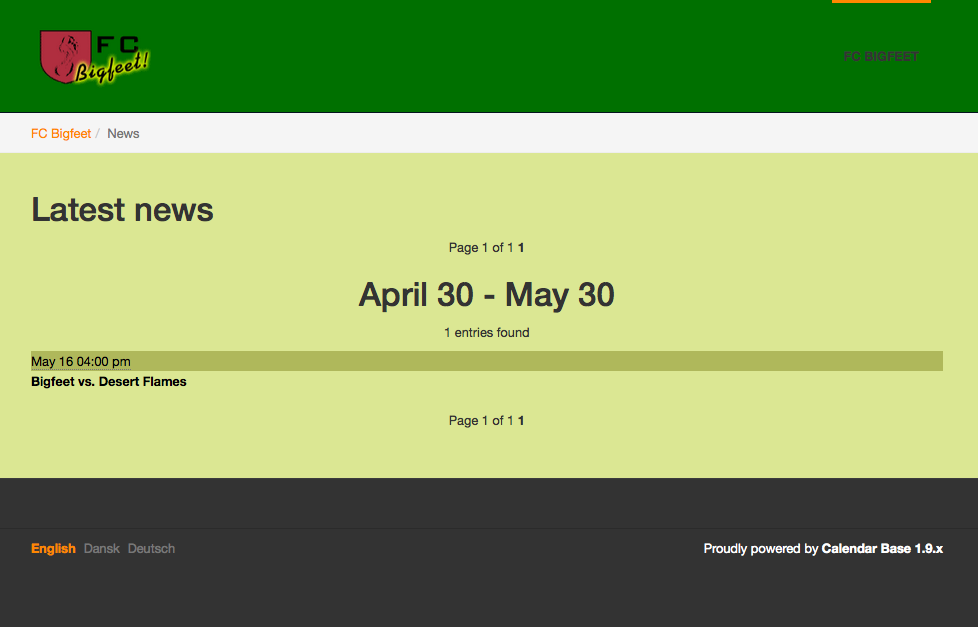 FC
Bigfeet!
FC BIGFEET
FC Bigfeet / News
Latest news
Page 1 of 1 1
April 30 - May 30
1 entries found
May 16 04:00 pm
Bigfeet vs. Desert Flames
Page 1 of 1 1
English Dansk Deutsch
Proudly powered by Calendar Base 1.9.x